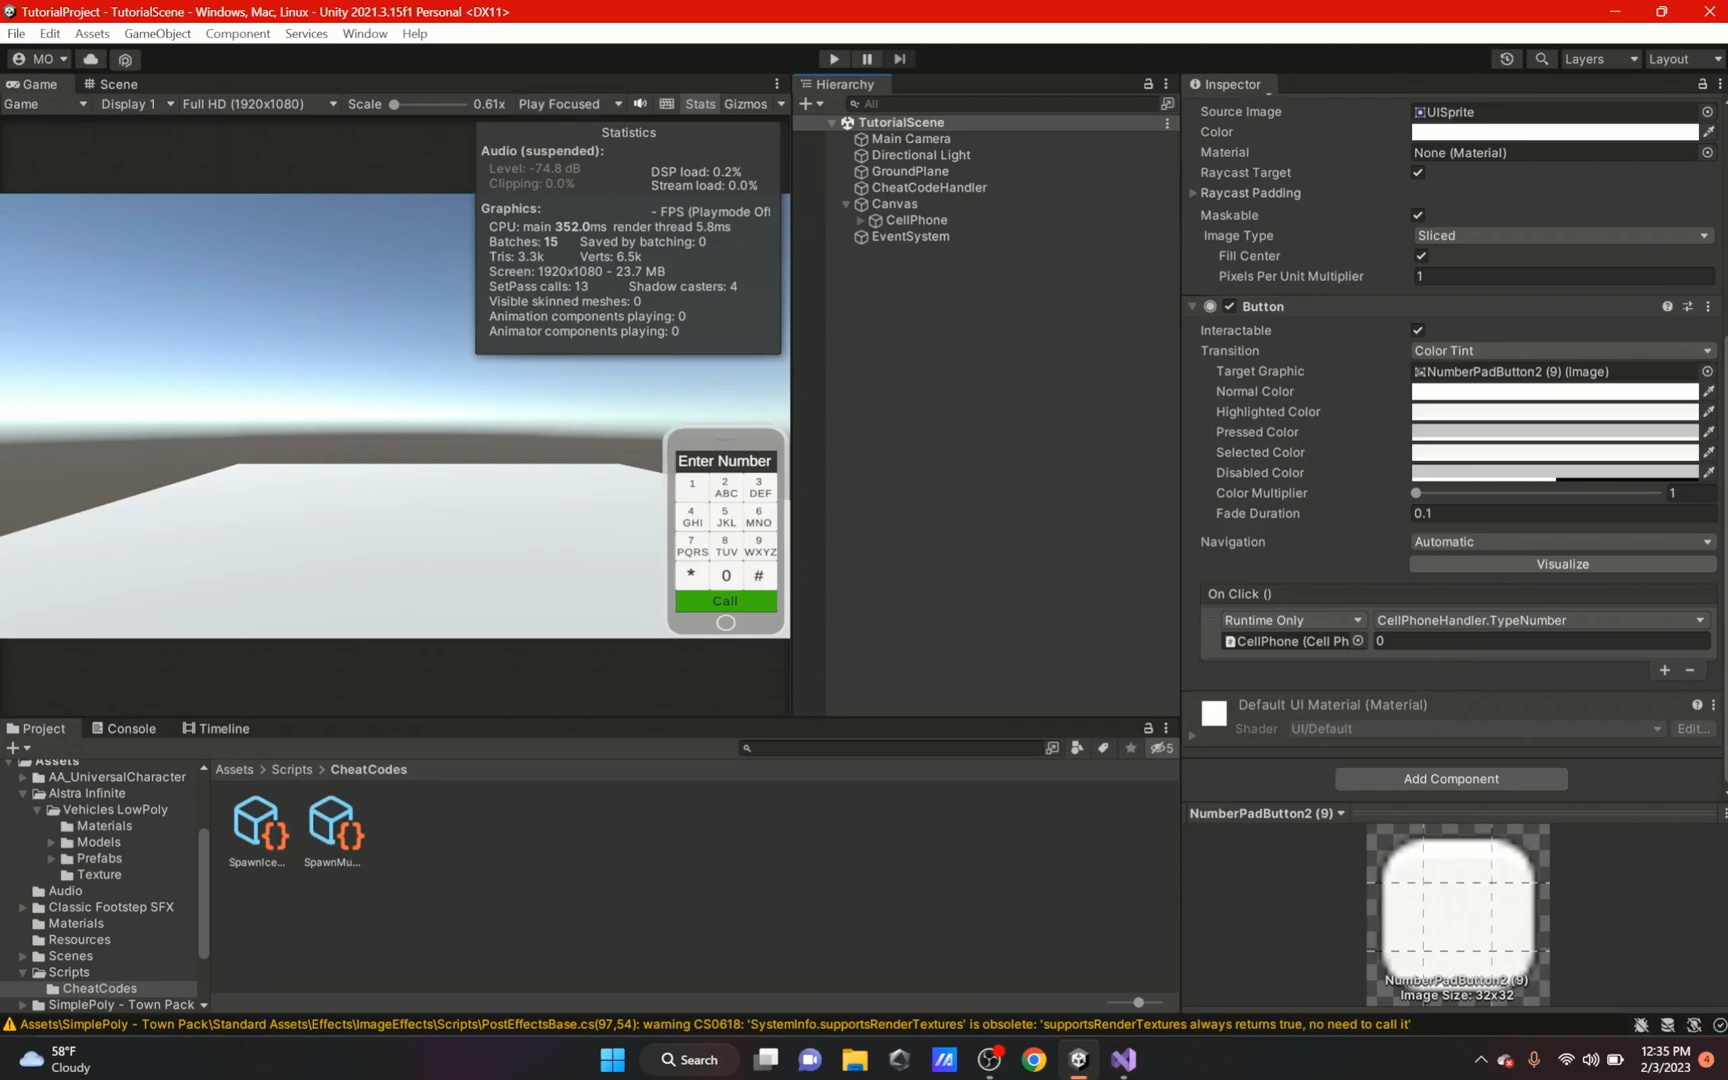 TutorialProject - TutorialScene - Windows, Mac, Linux - Unity 2021.3.15f1 Personal <DX11>
File Edit Assets GameObject Component Services Window Help
MO Layers Layout
Game Scene
Game Display 1 Full HD (1920x1080) Scale 0.61x Play Focused Stats Gizmos
Statistics
Audio (suspended):
Level: -74.8 dB DSP load: 0.2%
Clipping: 0.0% Stream load: 0.0%
Graphics: - FPS (Playmode Off
CPU: main 352.0ms render thread 5.8ms
Batches: 15 Saved by batching: 0
Tris: 3.3k Verts: 6.5k
Screen: 1920x1080 - 23.7 MB
SetPass calls: 13 Shadow casters: 4
Visible skinned meshes: 0
Animation components playing: 0
Animator components playing: 0
Enter Number
1 2 ABC 3 DEF
4 GHI 5 JKL 6 MNO
7 PQRS 8 TUV 9 WXYZ
* 0 #
Call
Hierarchy
All
TutorialScene
Main Camera
Directional Light
GroundPlane
CheatCodeHandler
Canvas
CellPhone
EventSystem
Inspector
Source Image UISprite
Color
Material None (Material)
Raycast Target
Raycast Padding
Maskable
Image Type Sliced
Fill Center
Pixels Per Unit Multiplier 1
Button
Interactable
Transition Color Tint
Target Graphic NumberPadButton2 (9) (Image)
Normal Color
Highlighted Color
Pressed Color
Selected Color
Disabled Color
Color Multiplier 1
Fade Duration 0.1
Navigation Automatic
Visualize
On Click ()
Runtime Only CellPhoneHandler.TypeNumber
CellPhone (Cell Ph 0
+ -
Default UI Material (Material)
Shader UI/Default Edit...
Add Component
NumberPadButton2 (9)
NumberPadButton2 (9)
Image Size: 32x32
Project Console Timeline
5
Assets
AA_UniversalCharacter
Alstra Infinite
Vehicles LowPoly
Materials
Models
Prefabs
Texture
Audio
Classic Footstep SFX
Materials
Resources
Scenes
Scripts
CheatCodes
SimplePoly - Town Pack
Assets > Scripts > CheatCodes
SpawnIce... SpawnMu...
Assets\SimplePoly - Town Pack\Standard Assets\Effects\ImageEffects\Scripts\PostEffectsBase.cs(97,54): warning CS0618: 'SystemInfo.supportsRenderTextures' is obsolete: 'supportsRenderTextures always returns true, no need to call it'
58°F
Cloudy
Search
12:35 PM
2/3/2023
4